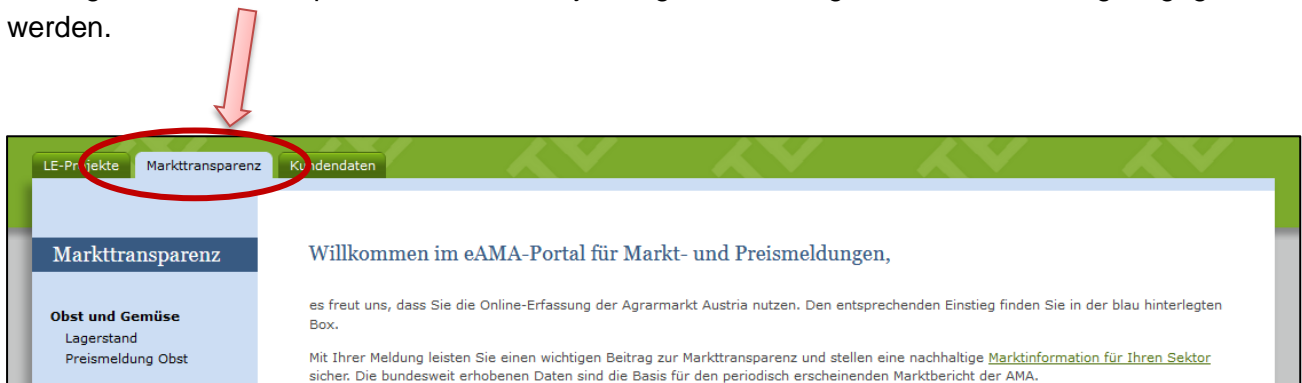 werden.
LE-Projekte Markttransparenz Kundendaten
Markttransparenz
Willkommen im eAMA-Portal für Markt- und Preismeldungen,
es freut uns, dass Sie die Online-Erfassung der Agrarmarkt Austria nutzen. Den entsprechenden Einstieg finden Sie in der blau hinterlegten
Box.
Obst und Gemüse
Lagerstand
Preismeldung Obst
Mit Ihrer Meldung leisten Sie einen wichtigen Beitrag zur Markttransparenz und stellen eine nachhaltige Marktinformation für Ihren Sektor
sicher. Die bundesweit erhobenen Daten sind die Basis für den periodisch erscheinenden Marktbericht der AMA.